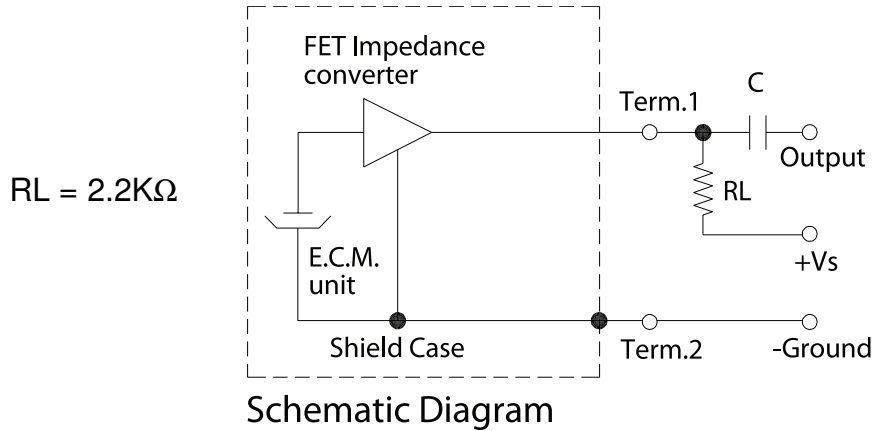 FET Impedance
converter
Term.1
C
Output
RL = 2.2KΩ
RL
E.C.M.
unit
+Vs
Shield Case
Term.2
-Ground
Schematic Diagram